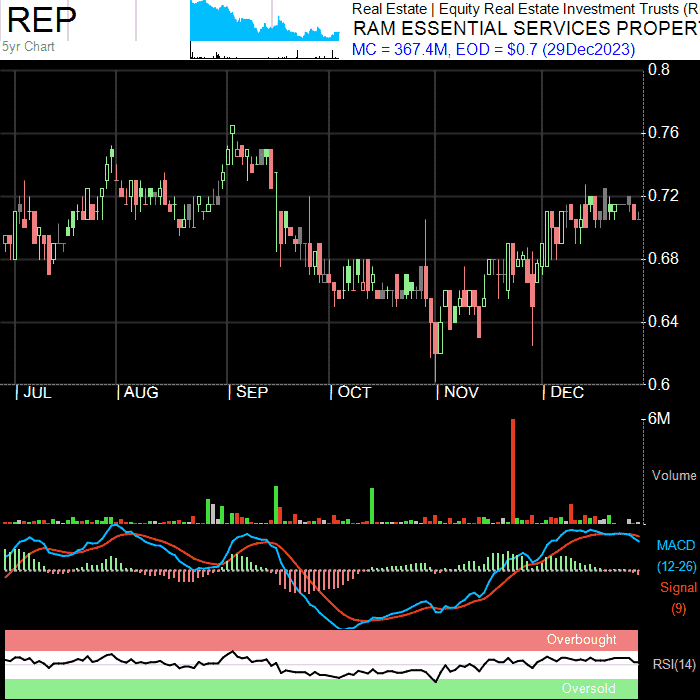 REP
5yr Chart
Real Estate | Equity Real Estate Investment Trusts (R
RAM ESSENTIAL SERVICES PROPER
MC = 367.4M, EOD = $0.7 (29Dec2023)
0.8
0.76
0.72
0.68
0.64
0.6
| JUL | AUG | SEP | OCT | NOV | DEC
6M
Volume
MACD
(12-26)
Signal
(9)
Overbought
RSI(14)
Oversold